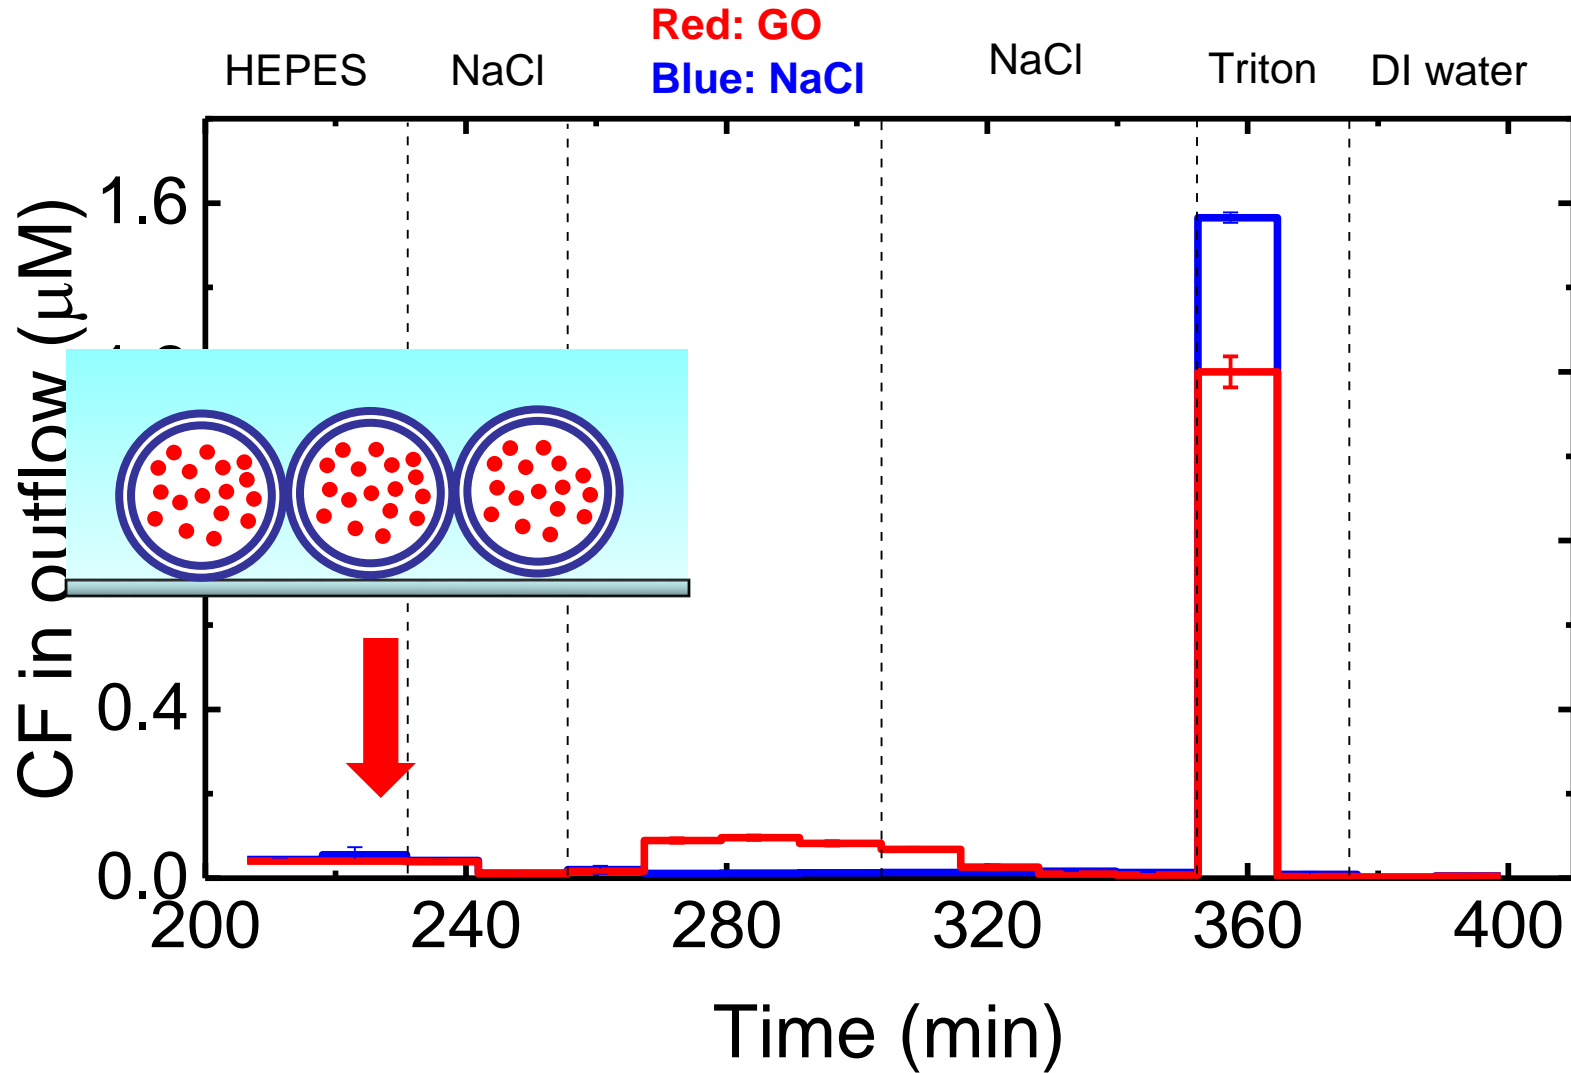 Red: GO
Blue: NaCl
HEPES
NaCl
NaCl
Triton
DI water
CF in outflow (μM)
1.6
0.4
0.0
200
240
280
320
360
400
Time (min)